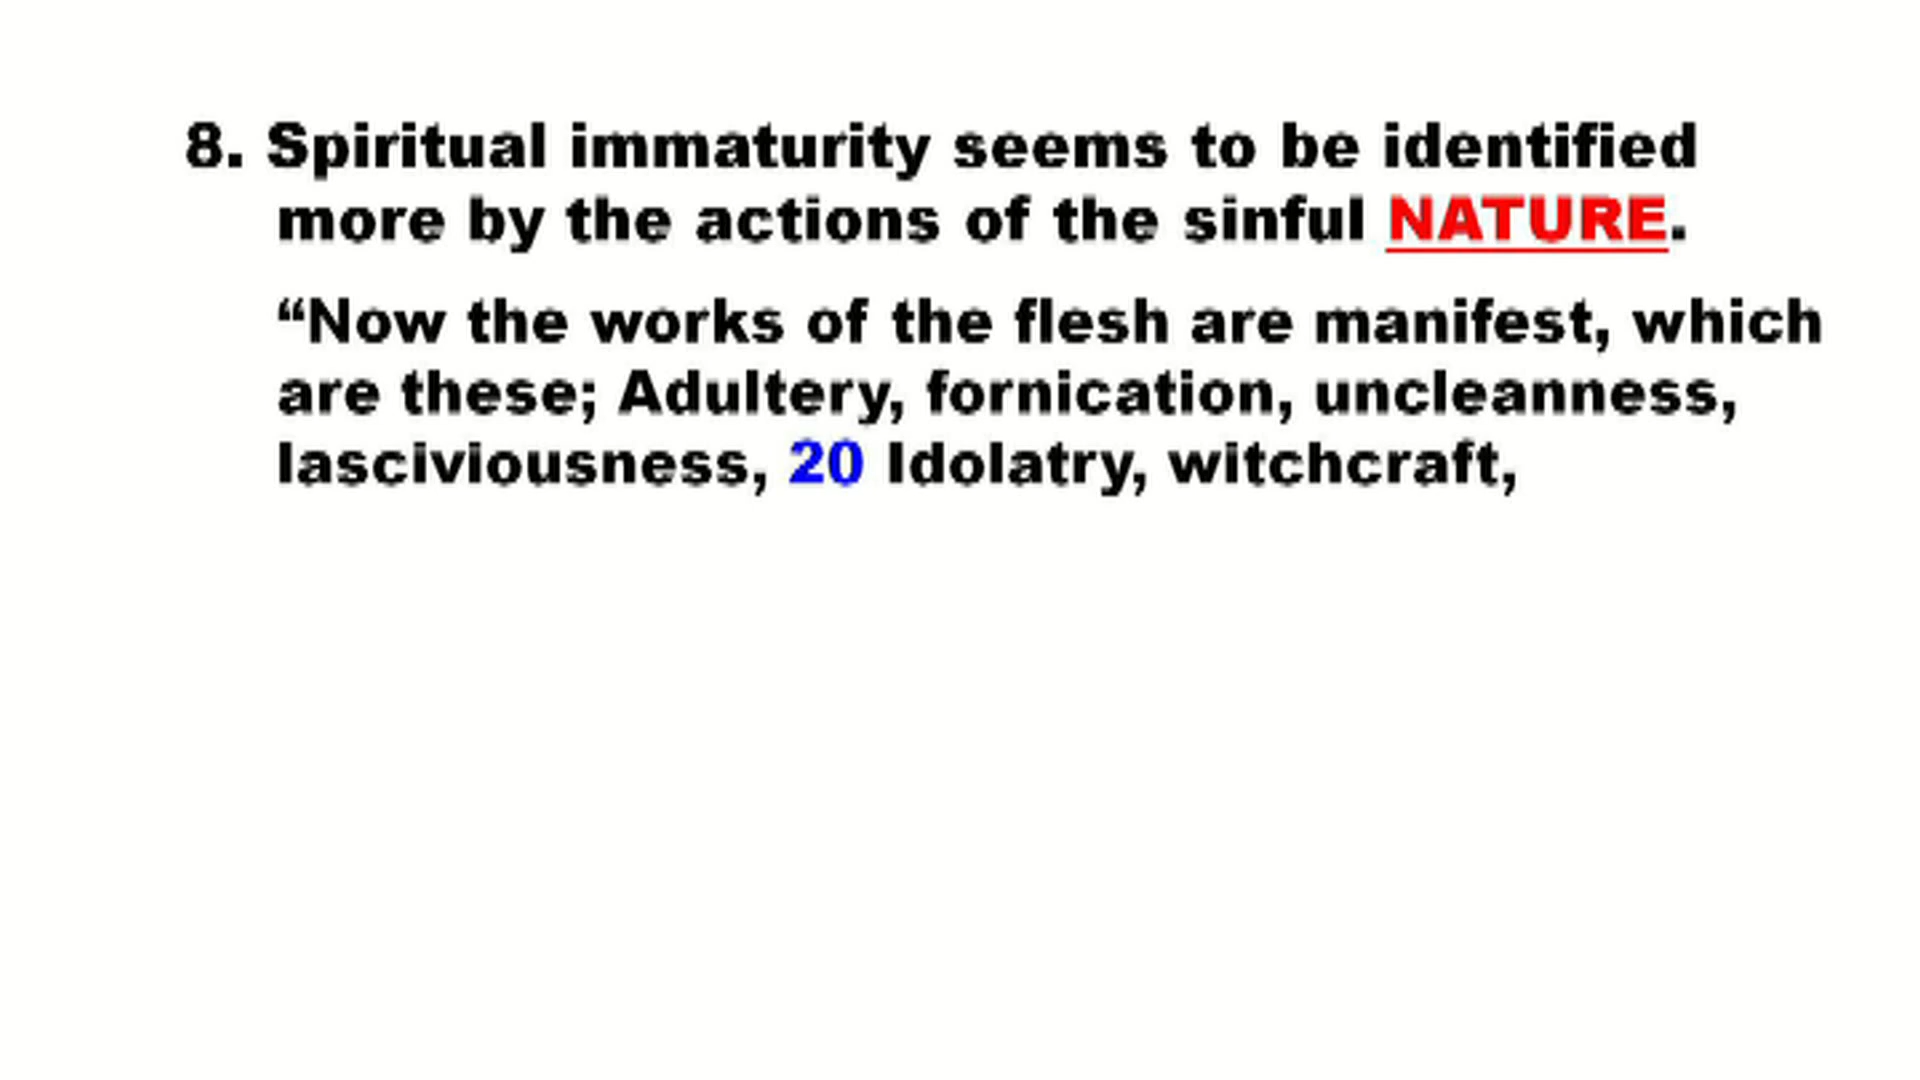 8. Spiritual immaturity seems to be identified
more by the actions of the sinful NATURE.
“Now the works of the flesh are manifest, which
are these; Adultery, fornication, uncleanness,
lasciviousness, 20 Idolatry, witchcraft,